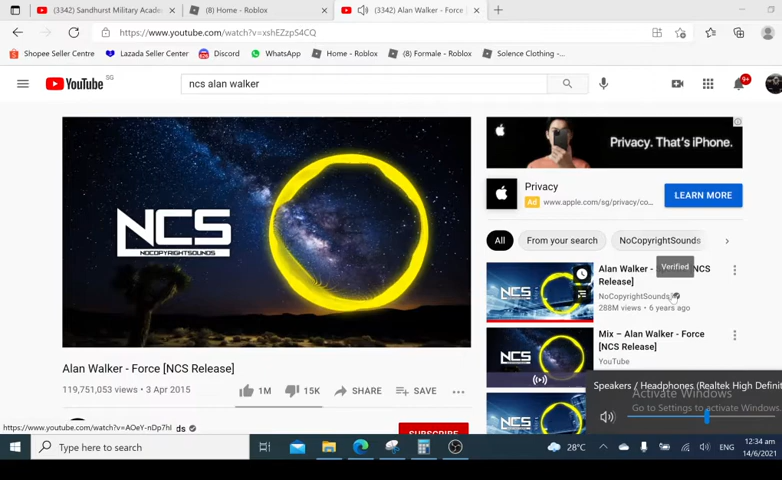 (3342) Sandhurst Military Acade
(8) Home - Roblox
(3342) Alan Walker - Force
https://www.youtube.com/watch?v=xshEZzpS4CQ
Shopee Seller Centre
Lazada Seller Center
Discord
WhatsApp
Home - Roblox
(8) Formale - Roblox
Solence Clothing -...
YouTube SG
ncs alan walker
9+
NCS
NOCOPYRIGHTSOUNDS
Privacy. That's iPhone.
Privacy
Ad www.apple.com/sg/privacy/co...
LEARN MORE
All
From your search
NoCopyrightSounds
Verified
Alan Walker - NCS
Release]
NoCopyrightSounds
288M views • 6 years ago
NCS
Mix – Alan Walker - Force
[NCS Release]
YouTube
NCS
NCS
Alan Walker - Force [NCS Release]
119,751,053 views • 3 Apr 2015
1M
15K
SHARE
SAVE
SUBSCRIBE
https://www.youtube.com/watch?v=AOeY-nDp7hI
ds
Speakers / Headphones (Realtek High Definit
Activate Windows
Go to Settings to activate Windows.
Type here to search
28°C
ENG
12:34 am
14/6/2021